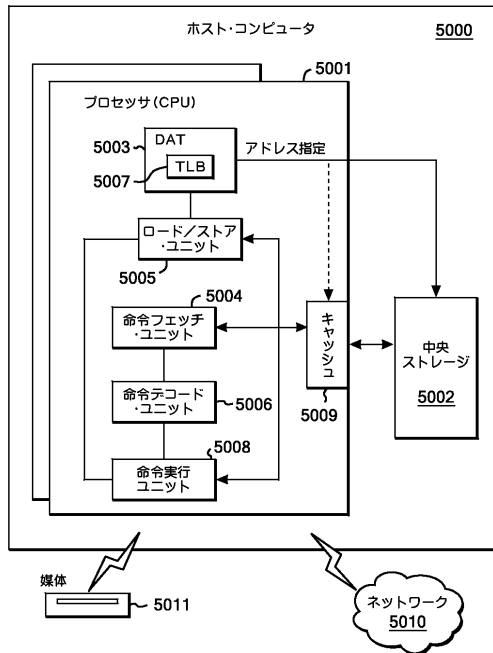 ホスト・コンピュータ
5000
5001
プロセッサ(CPU)
5003
DAT
アドレス指定
5007
TLB
ロード/ストア
・ユニット
5005
5004
命令フェッチ
・ユニット
キャッシュ
5009
中央
ストレージ
5002
命令デコード
・ユニット
5006
5008
命令実行
ユニット
媒体
5011
ネットワーク
5010